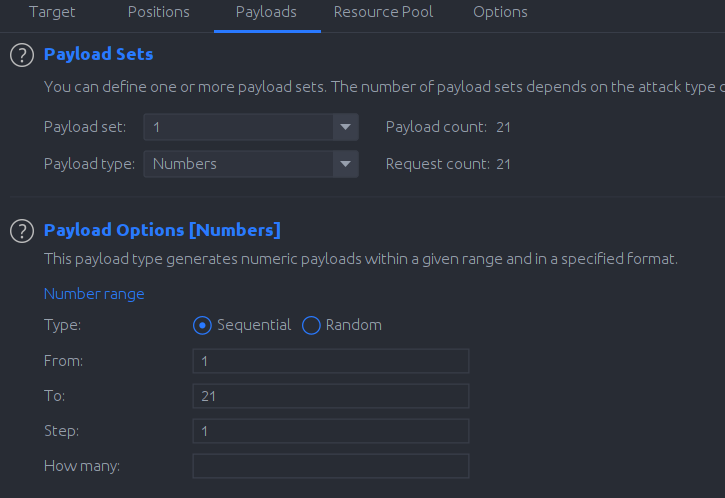 Target Positions Payloads Resource Pool Options
? Payload Sets
You can define one or more payload sets. The number of payload sets depends on the attack type
Payload set: 1 Payload count: 21
Payload type: Numbers Request count: 21
? Payload Options [Numbers]
This payload type generates numeric payloads within a given range and in a specified format.
Number range
Type: Sequential Random
From: 1
To: 21
Step: 1
How many: